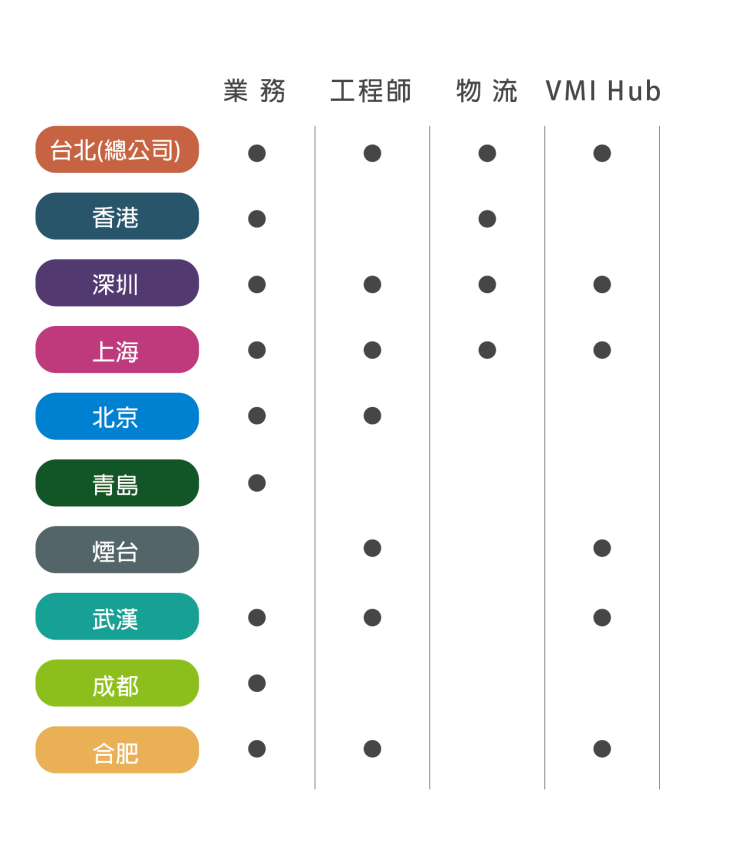 業 務 工程師 物 流 VMI Hub
台北(總公司) ● ● ● ●
香港 ● ●
深圳 ● ● ● ●
上海 ● ● ● ●
北京 ● ●
青島 ●
煙台 ● ●
武漢 ● ● ●
成都 ●
合肥 ● ● ●